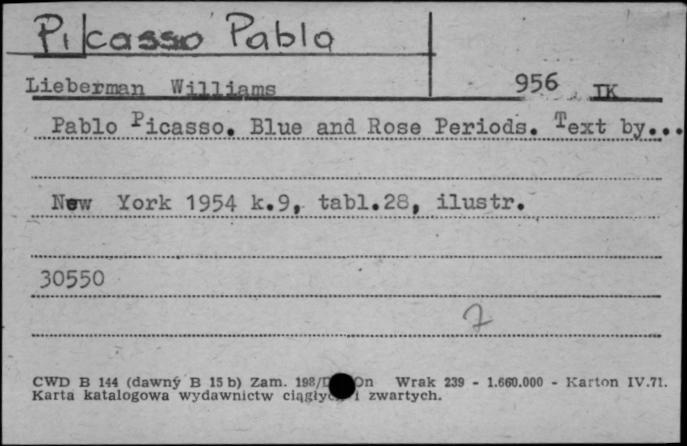 Picasso Pablo
Lieberman Williams 956 IK
Pablo Picasso. Blue and Rose Periods. Text by...
New York 1954 k.9, tabl.28, ilustr.
30550
7
CWD B 144 (dawny B 15 b) Zam. 198/ On Wrak 239 - 1.660.000 - Karton IV.71.
Karta katalogowa wydawnictw i zwartych.